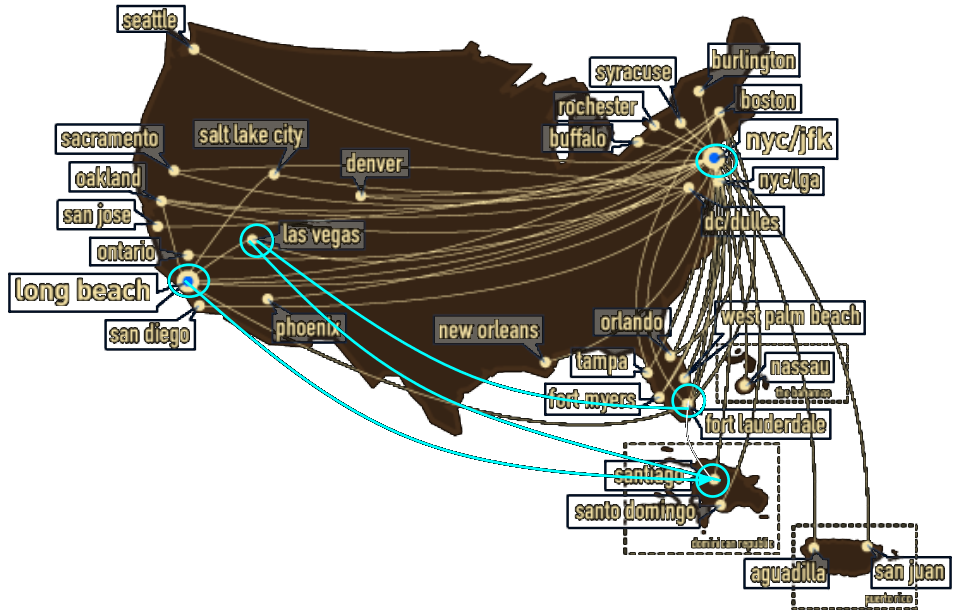 seattle
burlington
syracuse
boston
rochester
buffalo
nyc/jfk
sacramento
salt lake city
denver
oakland
nyc/lga
san jose
dc/dulles
las vegas
ontario
long beach
san diego
phoenix
new orleans
orlando
west palm beach
tampa
nassau
the bahamas
fort myers
fort lauderdale
santiago
santo domingo
dominican republic
aguadilla
san juan
puerto rico